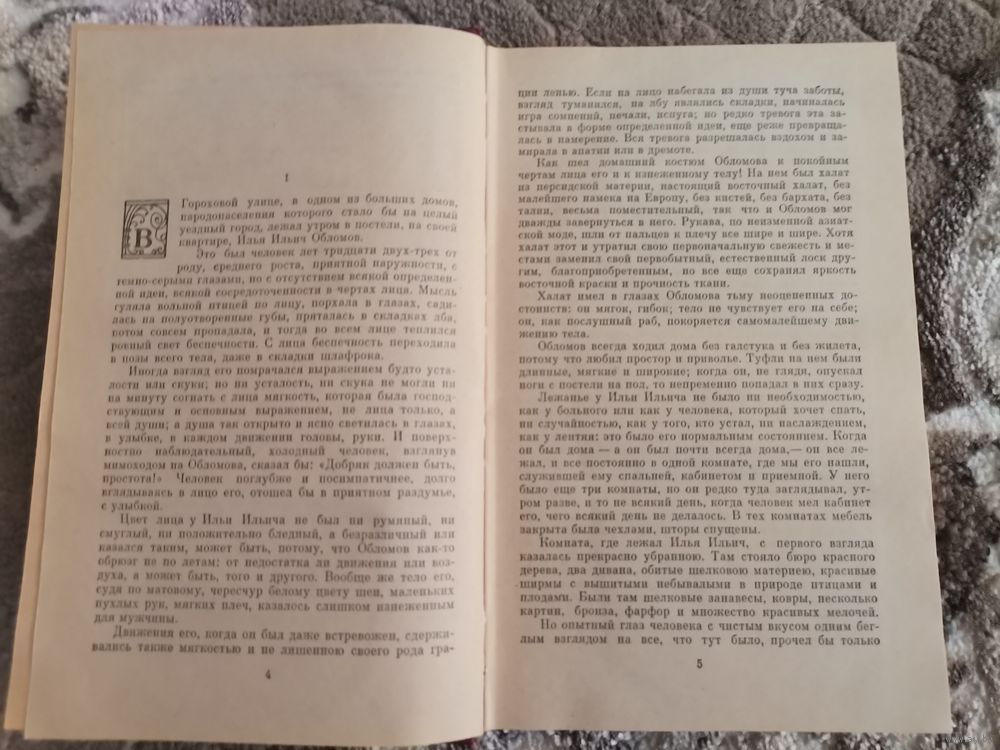 1
В Гороховой улице, в одном из больших домов,
народонаселения которого стало бы на целый
уездный город, лежал утром в постели, на своей
квартире, Илья Ильич Обломов.
Это был человек лет тридцати двух-трех от
роду, среднего роста, приятной наружности, с
темно-серыми глазами, но с отсутствием всякой определен-
ной идеи, всякой сосредоточенности в чертах лица. Мысль
гуляла вольной птицей по лицу, порхала в глазах, сади-
лась на полуотворенные губы, пряталась в складках лба,
потом совсем пропадала, и тогда во всем лице теплился
ровный свет беспечности. С лица беспечность переходила
в позы всего тела, даже в складки шлафрока.
Иногда взгляд его помрачался выражением будто уста-
лости или скуки; но ни усталость, ни скука не могли ни
на минуту согнать с лица мягкость, которая была господ-
ствующим и основным выражением, не лица только, а
всей души; а душа так открыто и ясно светилась в глазах,
в улыбке, в каждом движении головы, руки. И поверх-
ностно наблюдательный, холодный человек, взглянув
мимоходом на Обломова, сказал бы: «Добряк должен быть,
простота!» Человек поглубже и посимпатичнее, долго
вглядываясь в лицо его, отошел бы в приятном раздумье,
с улыбкой.
Цвет лица у Ильи Ильича не был ни румяный, ни
смуглый, ни положительно бледный, а безразличный или
казался таким, может быть, потому, что Обломов как-то
обрюзг не по летам: от недостатка ли движения или воз-
духа, а может быть, того и другого. Вообще же тело его,
судя по матовому, чересчур белому цвету шеи, маленьких
пухлых рук, мягких плеч, казалось слишком изнеженным
для мужчины.
Движения его, когда он был даже встревожен, сдержи-
вались также мягкостью и не лишенною своего рода гра-
4
ции ленью. Если на лицо набегала из души туча заботы,
взгляд туманился, на лбу являлись складки, начиналась
игра сомнений, печали, испуга; но редко тревога эта за-
стывала в форме определенной идеи, еще реже превраща-
лась в намерение. Вся тревога разрешалась вздохом и за-
мирала в апатии или в дремоте.
Как шел домашний костюм Обломова к покойным
чертам лица его и к изнеженному телу! На нем был халат
из персидской материи, настоящий восточный халат, без
малейшего намека на Европу, без кистей, без бархата, без
талии, весьма поместительный, так что и Обломов мог
дважды завернуться в него. Рукава, по неизменной азиат-
ской моде, шли от пальцев к плечу все шире и шире. Хотя
халат этот и утратил свою первоначальную свежесть и ме-
стами заменил свой первобытный, естественный лоск дру-
гим, благоприобретенным, но все еще сохранял яркость
восточной краски и прочность ткани.
Халат имел в глазах Обломова тьму неоцененных до-
стоинств: он мягок, гибок; тело не чувствует его на себе;
он, как послушный раб, покоряется самомалейшему дви-
жению тела.
Обломов всегда ходил дома без галстука и без жилета,
потому что любил простор и приволье. Туфли на нем были
длинные, мягкие и широкие; когда он, не глядя, опускал
ноги с постели на пол, то непременно попадал в них сразу.
Лежанье у Ильи Ильича не было ни необходимостью,
как у больного или как у человека, который хочет спать,
ни случайностью, как у того, кто устал, ни наслаждением,
как у лентяя: это было его нормальным состоянием. Когда
он был дома — а он был почти всегда дома,— он все ле-
жал, и все постоянно в одной комнате, где мы его нашли,
служившей ему спальней, кабинетом и приемной. У него
было еще три комнаты, но он редко туда заглядывал, ут-
ром разве, и то не всякий день, когда человек мел кабинет
его, чего всякий день не делалось. В тех комнатах мебель
закрыта была чехлами, шторы спущены.
Комната, где лежал Илья Ильич, с первого взгляда
казалась прекрасно убранною. Там стояло бюро красного
дерева, два дивана, обитые шелковою материею, красивые
ширмы с вышитыми небывалыми в природе птицами и
плодами. Были там шелковые занавесы, ковры, несколько
картин, бронза, фарфор и множество красивых мелочей.
Но опытный глаз человека с чистым вкусом одним бег-
лым взглядом на все, что тут было, прочел бы только
5